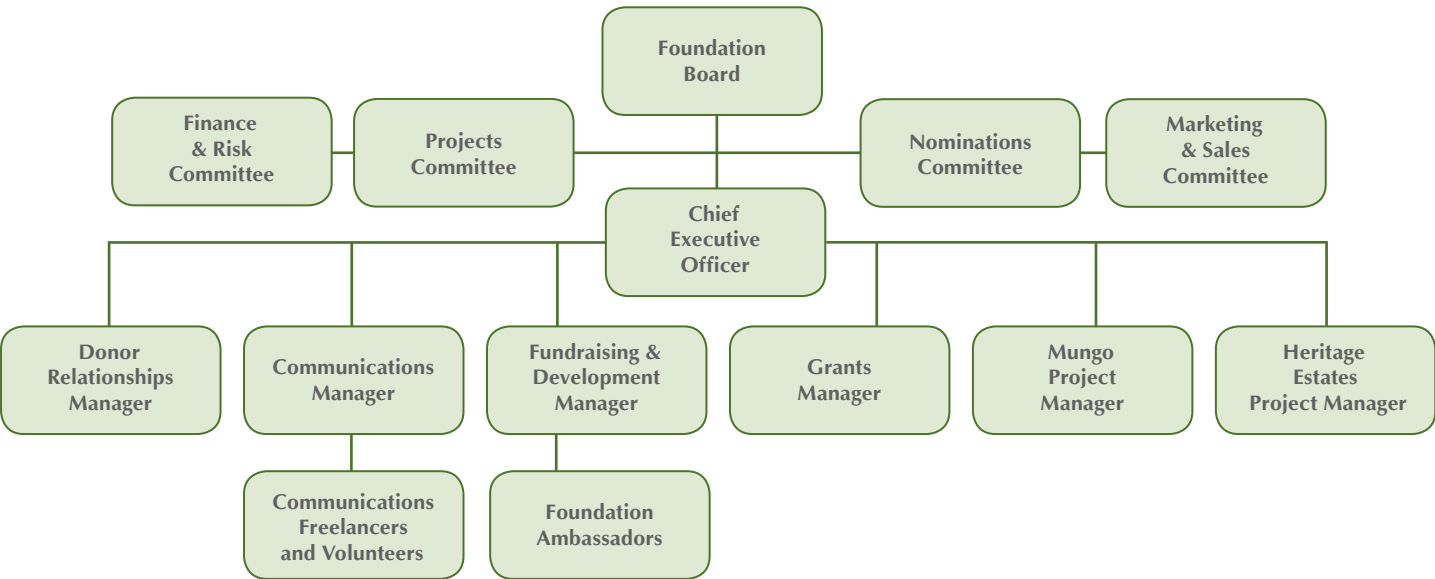 Foundation
Board
Finance
& Risk
Committee
Projects
Committee
Nominations
Committee
Marketing
& Sales
Committee
Chief
Executive
Officer
Donor
Relationships
Manager
Communications
Manager
Fundraising &
Development
Manager
Grants
Manager
Mungo
Project
Manager
Heritage
Estates
Project Manager
Communications
Freelancers
and Volunteers
Foundation
Ambassadors